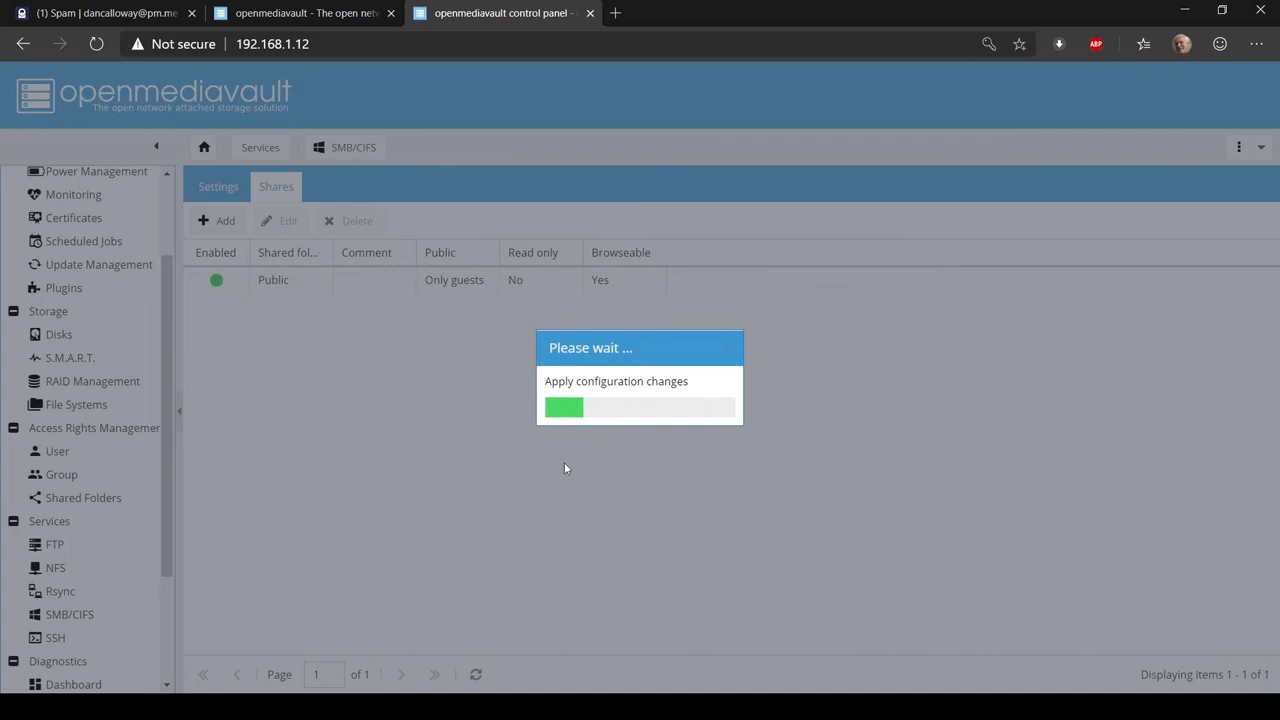 (1) Spam | dancalloway@pm.me
openmediavault - The open netw
openmediavault control panel -
Not secure
192.168.1.12
ABP
openmediavault
The open network attached storage solution
Services
SMB/CIFS
Power Management
Monitoring
Certificates
Scheduled Jobs
Update Management
Plugins
Storage
Disks
S.M.A.R.T.
RAID Management
File Systems
Access Rights Managemer
User
Group
Shared Folders
Services
FTP
NFS
Rsync
SMB/CIFS
SSH
Diagnostics
Dashboard
Settings
Shares
Add
Edit
Delete
Enabled
Shared fol...
Comment
Public
Read only
Browseable
Public
Only guests
No
Yes
Please wait ...
Apply configuration changes
Page
1
of 1
Displaying items 1 - 1 of 1